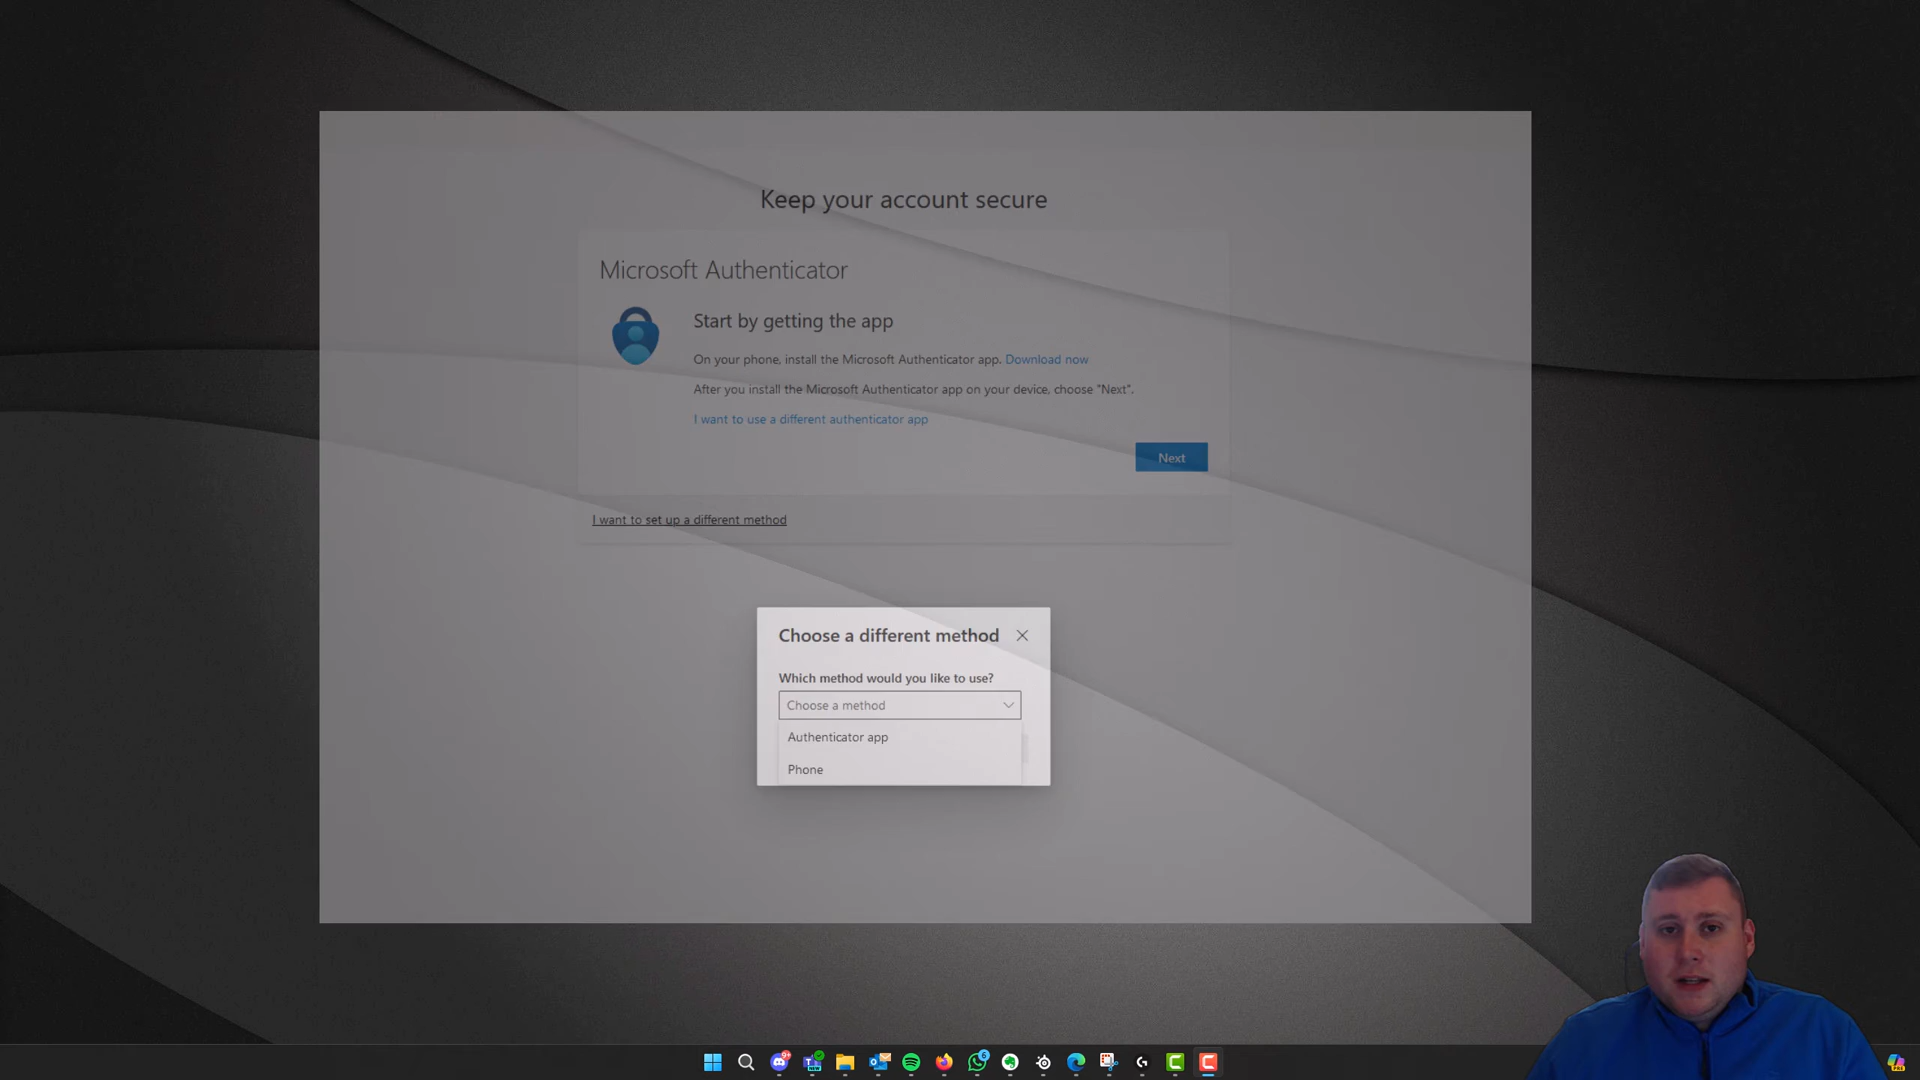 Keep your account secure
Microsoft Authenticator
Start by getting the app
On your phone, install the Microsoft Authenticator app. Download now
After you install the Microsoft Authenticator app on your device, choose "Next".
I want to use a different authenticator app
Next
I want to set up a different method
Choose a different method
Which method would you like to use?
Choose a method
Authenticator app
Phone